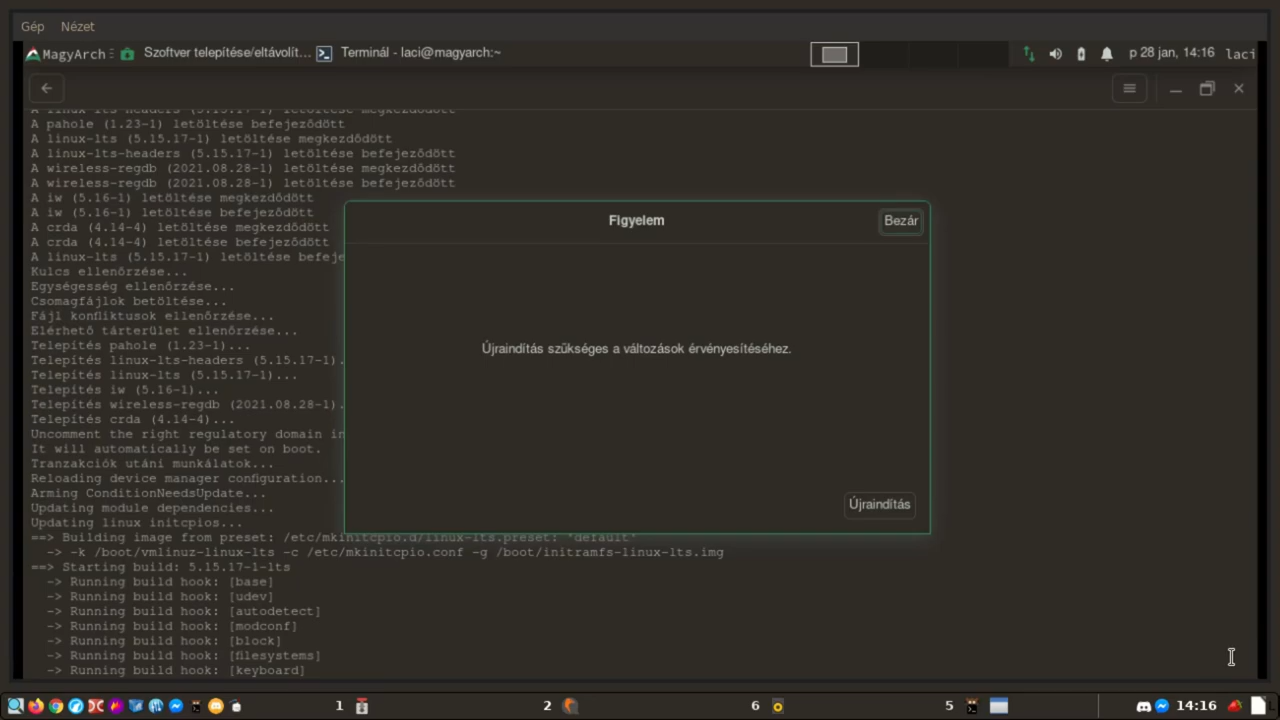 Gép Nézet
MagyArch Szoftver telepítése/eltávolít... Terminál - laci@magyarch:~ p 28 jan, 14:16 laci
A pahole (1.23-1) letöltése befejeződött
A linux-lts (5.15.17-1) letöltése megkezdődött
A linux-lts-headers (5.15.17-1) letöltése befejeződött
A wireless-regdb (2021.08.28-1) letöltése megkezdődött
A wireless-regdb (2021.08.28-1) letöltése befejeződött
A iw (5.16-1) letöltése megkezdődött
A iw (5.16-1) letöltése befejeződött
A crda (4.14-4) letöltése megkezdődött
A crda (4.14-4) letöltése befejeződött
A linux-lts (5.15.17-1) letöltése befeje
Kulcs ellenőrzése...
Egységesség ellenőrzése...
Csomagfájlok betöltése...
Fájl konfliktusok ellenőrzése...
Elérhető tárterület ellenőrzése...
Telepítés pahole (1.23-1)...
Telepítés linux-lts-headers (5.15.17-1).
Telepítés linux-lts (5.15.17-1)...
Telepítés iw (5.16-1)...
Telepítés wireless-regdb (2021.08.28-1).
Telepítés crda (4.14-4)...
Uncomment the right regulatory domain in
It will automatically be set on boot.
Tranzakciók utáni munkálatok...
Reloading device manager configuration...
Arming ConditionNeedsUpdate...
Updating module dependencies...
Updating linux initcpios...
==> Building image from preset: /etc/mkinitcpio.d/linux-lts.preset: 'default'
-> -k /boot/vmlinuz-linux-lts -c /etc/mkinitcpio.conf -g /boot/initramfs-linux-lts.img
==> Starting build: 5.15.17-1-lts
-> Running build hook: [base]
-> Running build hook: [udev]
-> Running build hook: [autodetect]
-> Running build hook: [modconf]
-> Running build hook: [block]
-> Running build hook: [filesystems]
-> Running build hook: [keyboard]
Figyelem
Bezár
Újraindítás szükséges a változások érvényesítéséhez.
Újraindítás
1 2 6 5 14:16